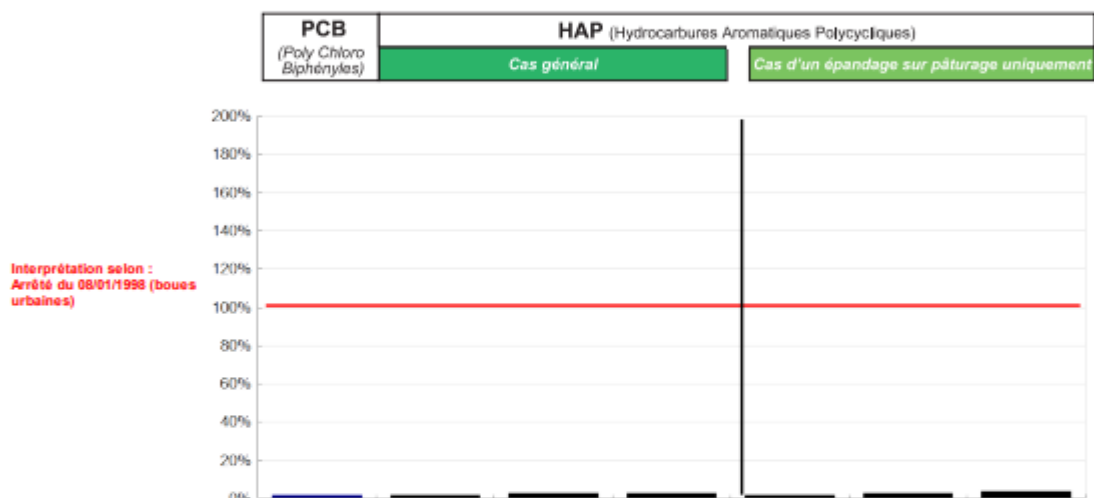 PCB
(Poly Chloro
Biphényles)
HAP (Hydrocarbures Aromatiques Polycycliques)
Cas général
Cas d'un épandage sur pâturage uniquement
200%
180%
160%
140%
Interprétation selon :
Arrêté du 08/01/1998 (boues
urbaines)
120%
100%
80%
60%
40%
20%
0%